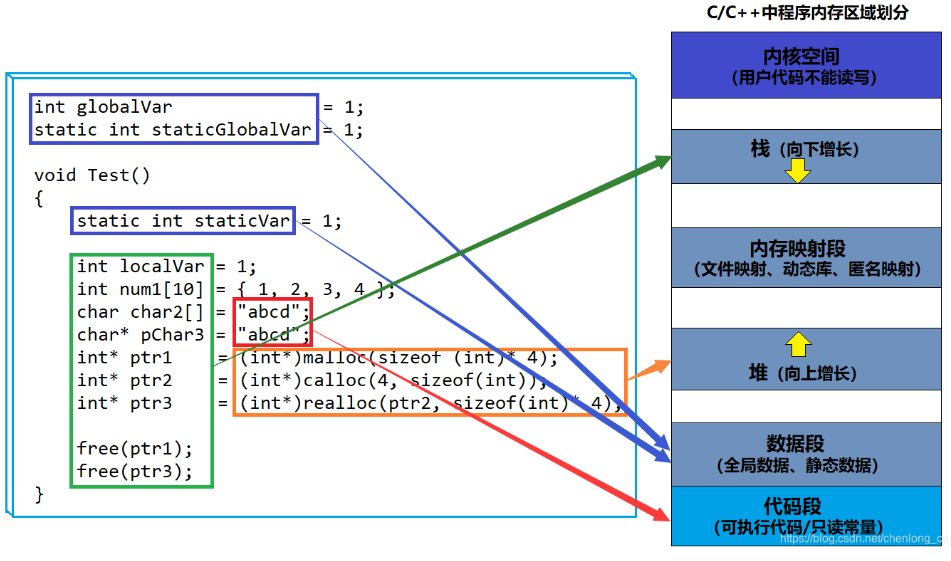 C/C++中程序内存区域划分
int globalVar = 1;
static int staticGlobalVar = 1;
void Test()
{
static int staticVar = 1;
int localVar = 1;
int num1[10] = { 1, 2, 3, 4 };
char char2[] = "abcd";
char* pChar3 = "abcd";
int* ptr1 = (int*)malloc(sizeof (int)* 4);
int* ptr2 = (int*)calloc(4, sizeof(int));
int* ptr3 = (int*)realloc(ptr2, sizeof(int)* 4);
free(ptr1);
free(ptr3);
}
内核空间
(用户代码不能读写)
栈 (向下增长)
内存映射段
(文件映射、动态库、匿名映射)
堆 (向上增长)
数据段
(全局数据、静态数据)
代码段
(可执行代码/只读常量)
https://blog.csdn.net/chenlong_c